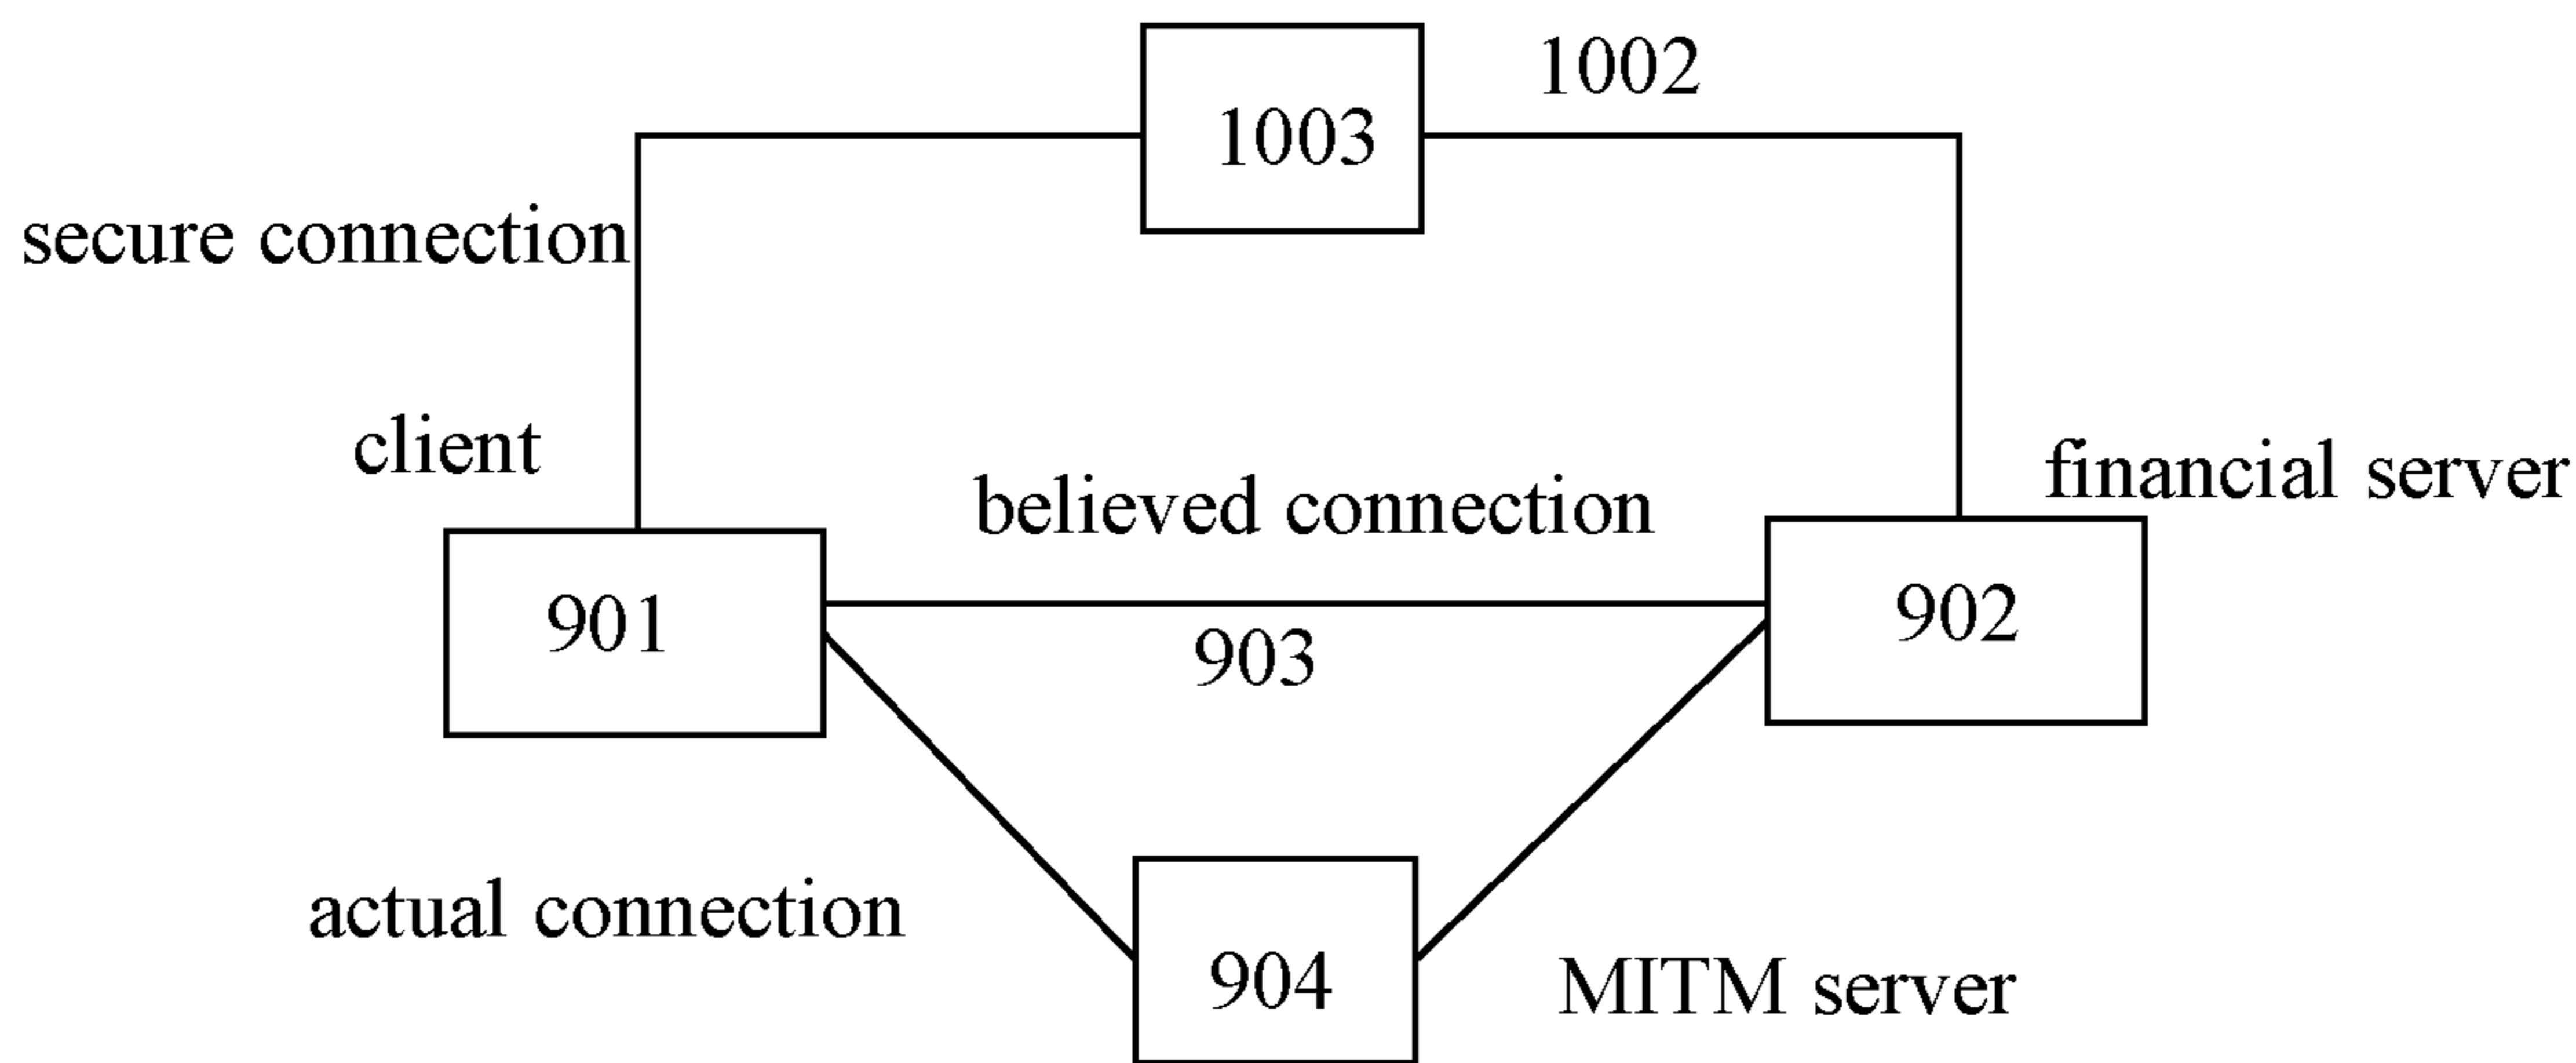 1002
1003
secure connection
client
financial server
believed connection
901
902
903
actual connection
904
MITM server